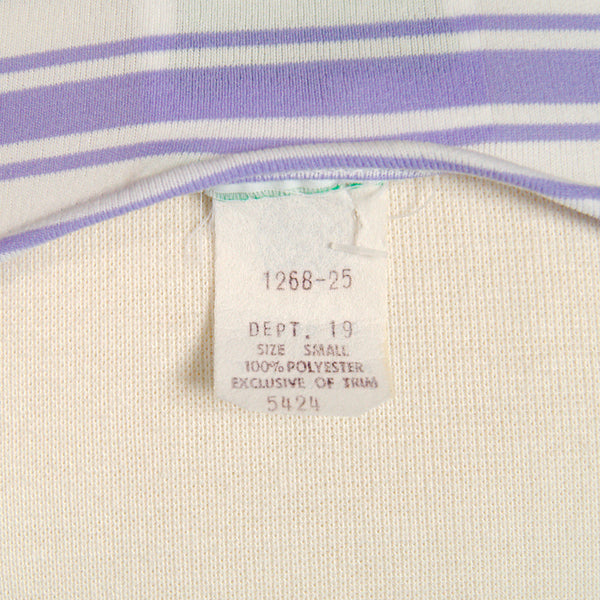 1268-25
DEPT. 19
SIZE SMALL
100% POLYESTER
EXCLUSIVE OF TRIM
5424